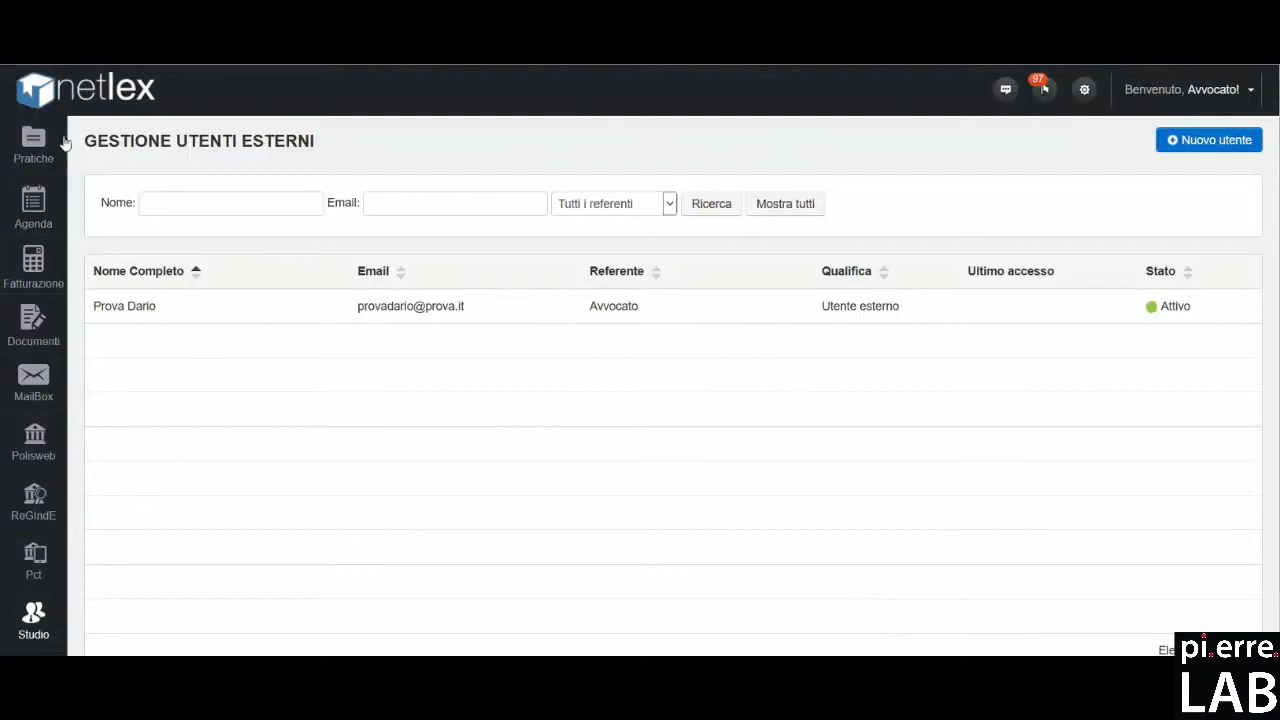 netlex
97
Benvenuto, Avvocato!
Pratiche
Agenda
Fatturazione
Documenti
MailBox
Polisweb
ReGIndE
Pct
Studio
GESTIONE UTENTI ESTERNI
Nuovo utente
Nome: Email: Tutti i referenti Ricerca Mostra tutti
Nome Completo Email Referente Qualifica Ultimo accesso Stato
Prova Dario provadario@prova.it Avvocato Utente esterno Attivo
pi.erre.
LAB